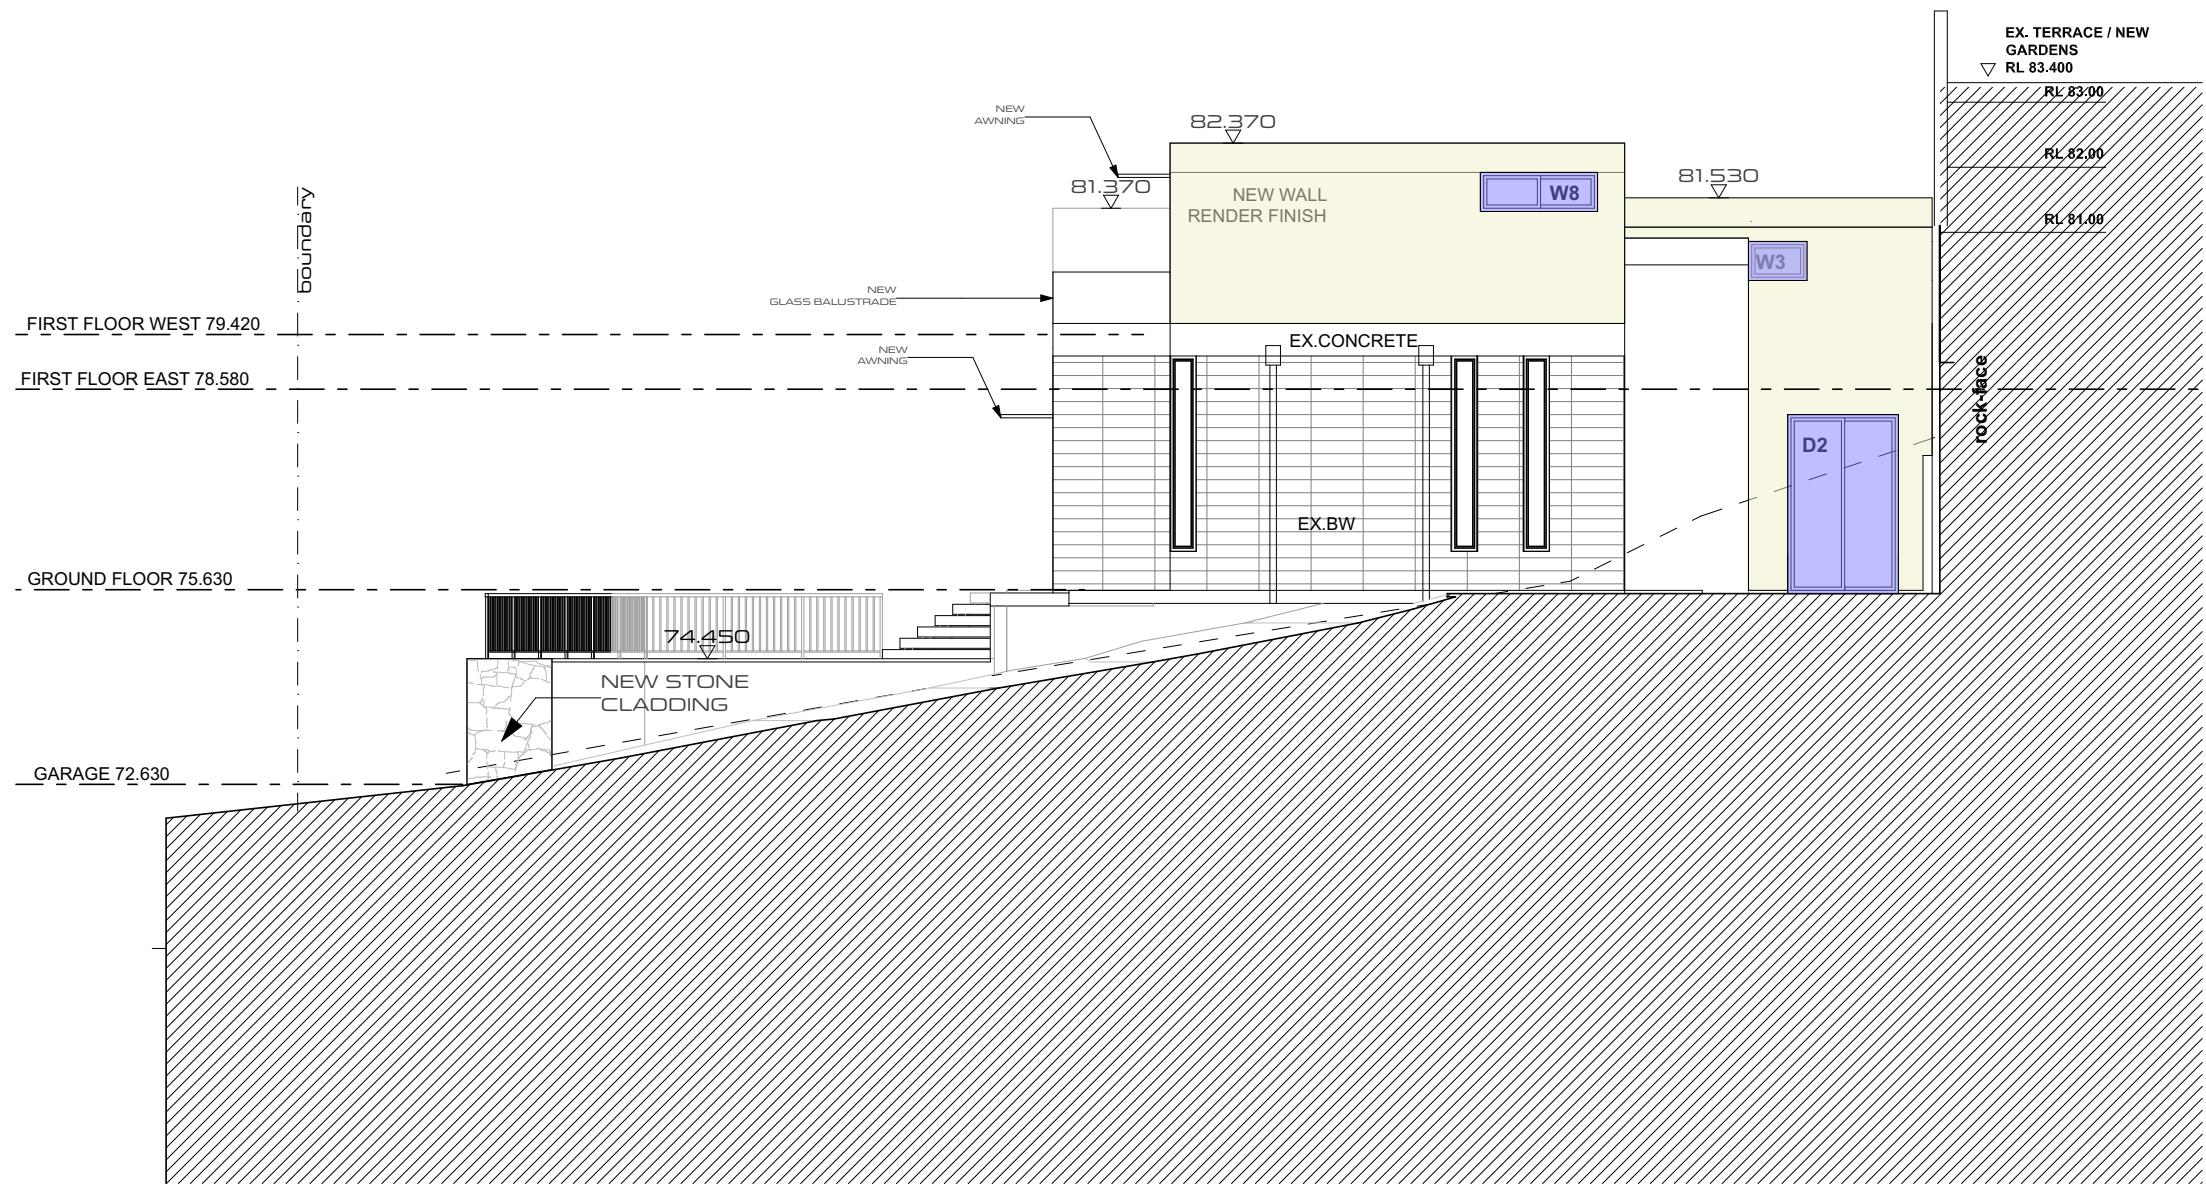 EX. TERRACE / NEW
GARDENS
RL 83.400
RL 83.00
NEW
AWNING
82.370
RL 82.00
81.370
NEW WALL
RENDER FINISH
W8
81.530
boundary
RL 81.00
W3
NEW
GLASS BALUSTRADE
FIRST FLOOR WEST 79.420
EX.CONCRETE
NEW
AWNING
FIRST FLOOR EAST 78.580
rock-face
D2
EX.BW
GROUND FLOOR 75.630
74.450
NEW STONE
CLADDING
GARAGE 72.630